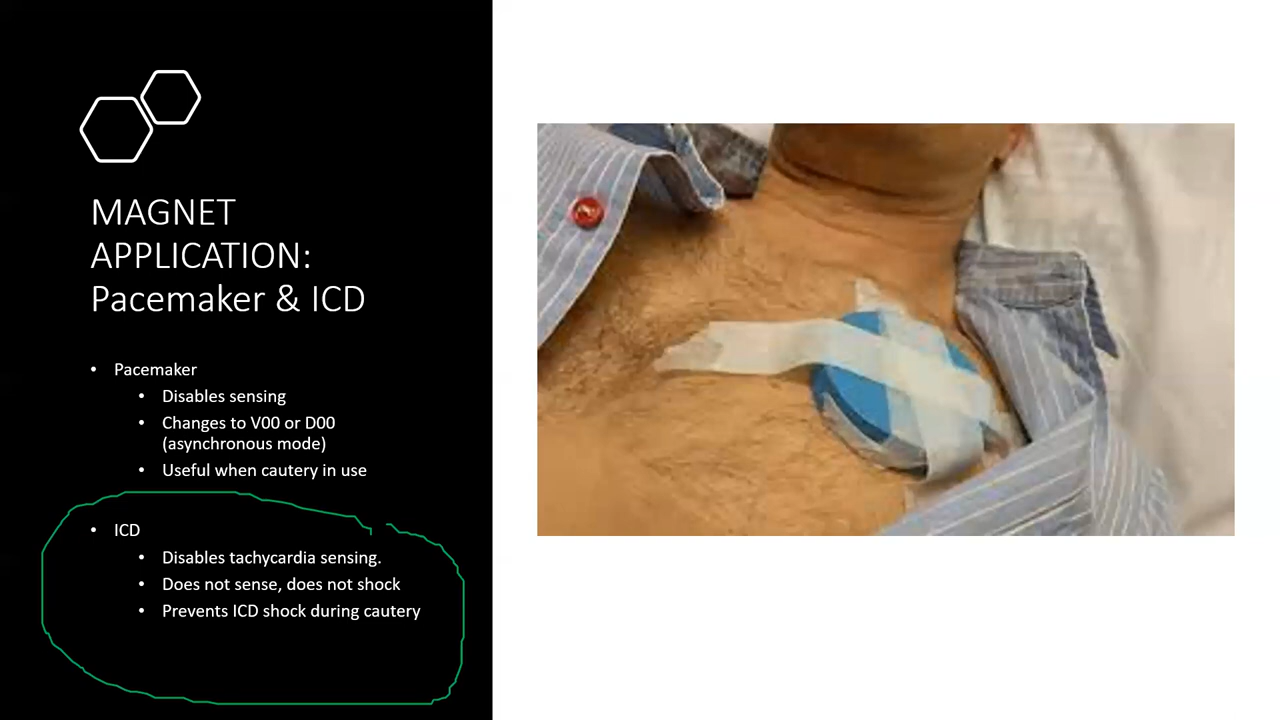 MAGNET
APPLICATION:
Pacemaker & ICD
• Pacemaker
• Disables sensing
• Changes to V00 or D00
(asynchronous mode)
• Useful when cautery in use
• ICD
• Disables tachycardia sensing.
• Does not sense, does not shock
• Prevents ICD shock during cautery